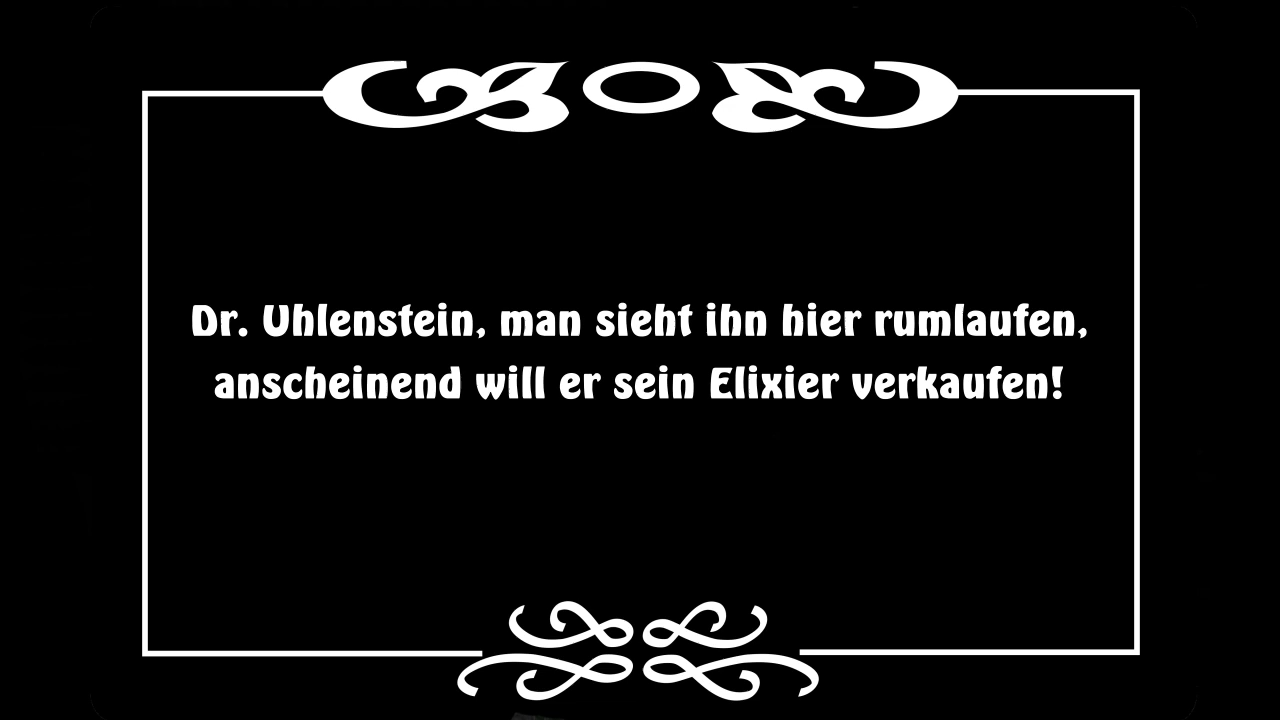 Dr. Uhlenstein, man sieht ihn hier rumlaufen,
anscheinend will er sein Elixier verkaufen!